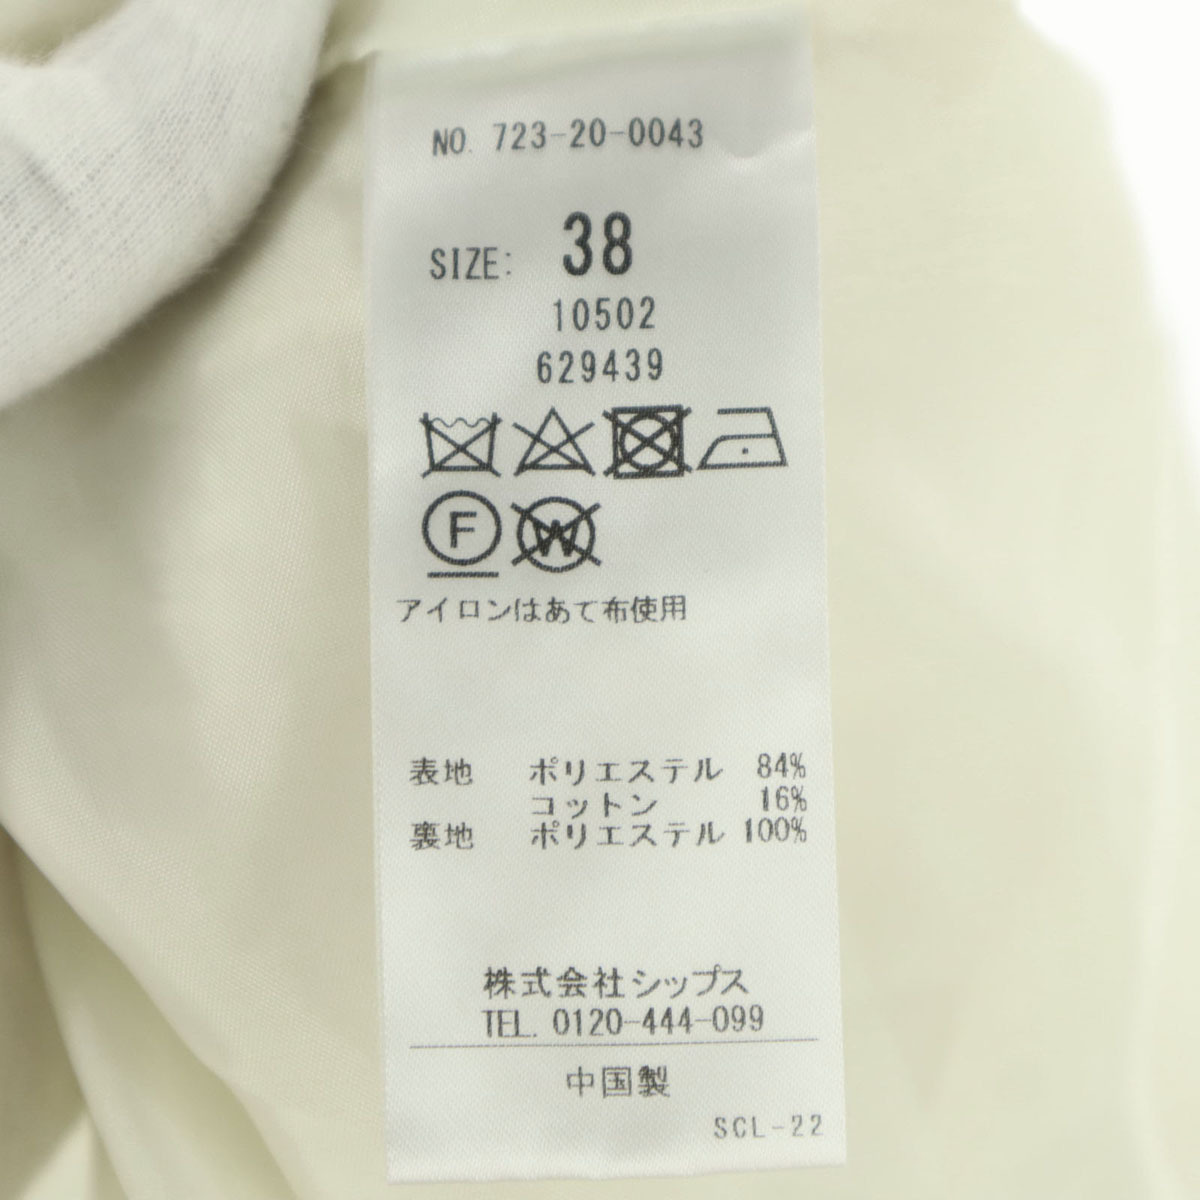 NO. 723-20-0043
SIZE: 38
10502
629439
F W
アイロンはあて布使用
表地 ポリエステル 84%
コットン 16%
裏地 ポリエステル 100%
株式会社シップス
TEL. 0120-444-099
中国製
SCL-22